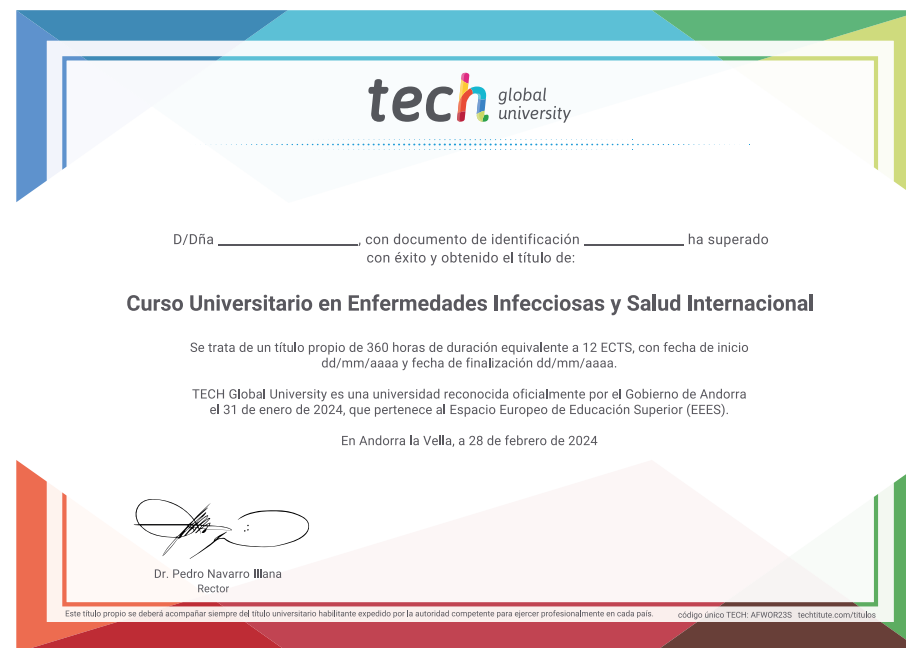 tech global university
D/Dña ____________________, con documento de identificación ______________ ha superado
con éxito y obtenido el título de:
Curso Universitario en Enfermedades Infecciosas y Salud Internacional
Se trata de un título propio de 360 horas de duración equivalente a 12 ECTS, con fecha de inicio
dd/mm/aaaa y fecha de finalización dd/mm/aaaa.
TECH Global University es una universidad reconocida oficialmente por el Gobierno de Andorra
el 31 de enero de 2024, que pertenece al Espacio Europeo de Educación Superior (EEES).
En Andorra la Vella, a 28 de febrero de 2024
Dr. Pedro Navarro Illana
Rector
Este título propio se deberá acompañar siempre del título universitario habilitante expedido por la autoridad competente para ejercer profesionalmente en cada país.
código único TECH: AFWOR23S techtitute.com/titulos